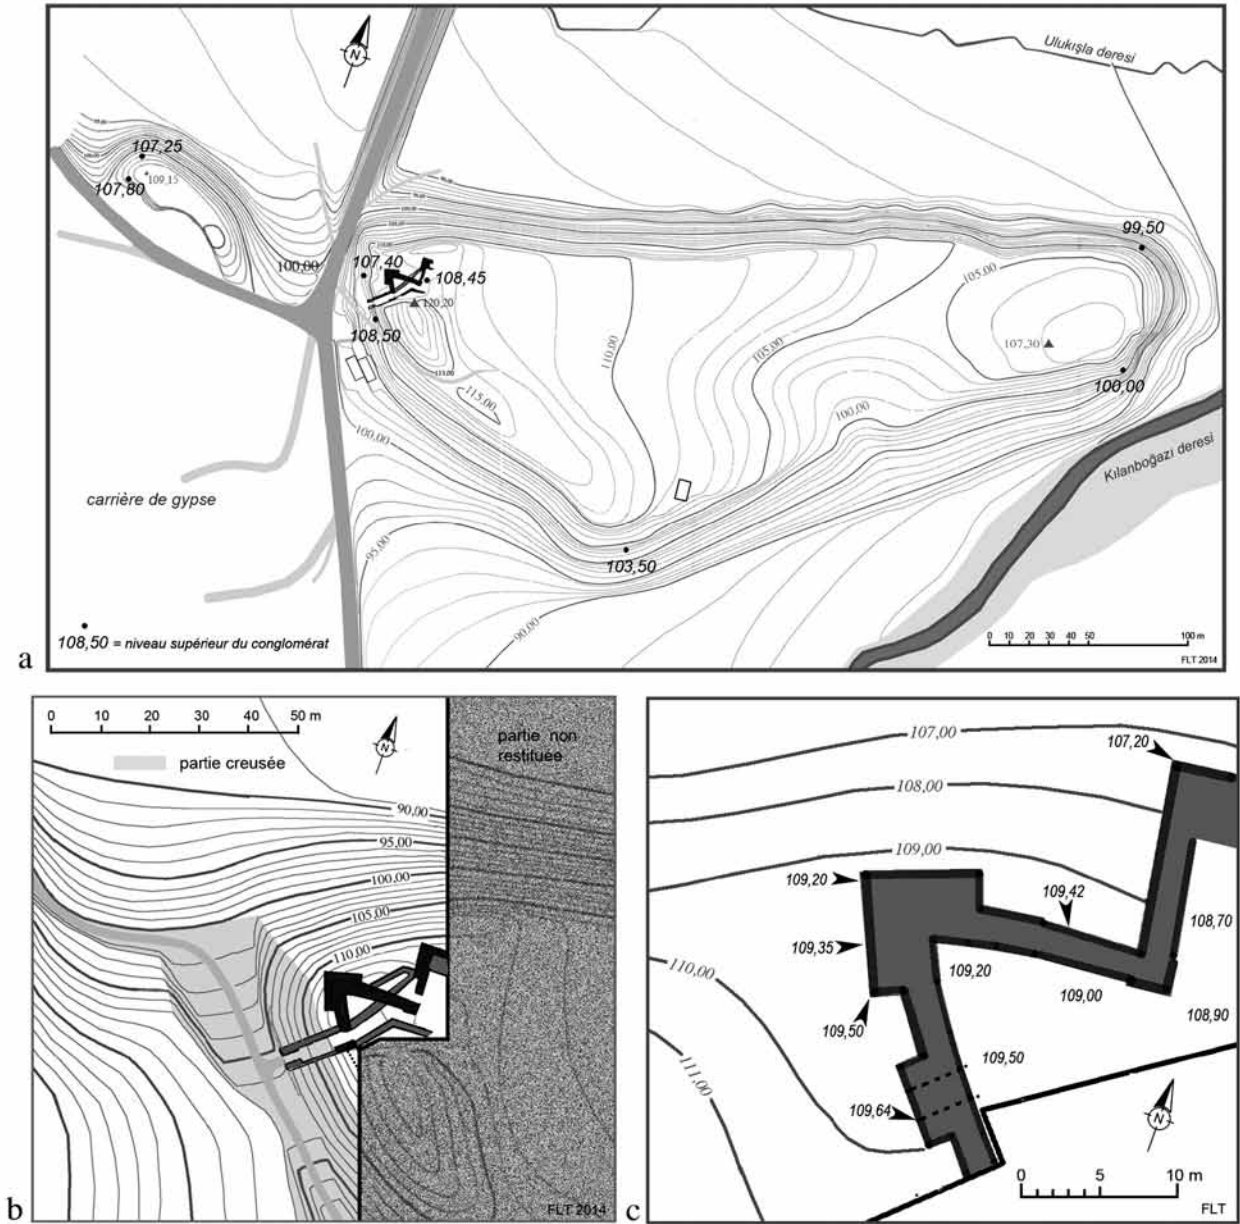 N
Ulukışla deresi
107,25
109,15
107,80
100,00
107,40
108,45
120,20
108,50
115,00
115,00
110,00
105,00
105,00
107,30
99,50
100,00
100,00
100,00
95,00
90,00
103,50
Kılanboğazi deresi
carrière de gypse
108,50 = niveau supérieur du conglomérat
0 10 20 30 40 50 100 m
FLT 2014
a
0 10 20 30 40 50 m
N
partie creusée
partie non
restituée
90,00
95,00
100,00
105,00
110,00
FLT 2014
b
107,00
107,20
108,00
109,00
109,20
109,42
109,35
108,70
109,20
109,00
110,00
109,50
108,90
109,50
111,00
109,64
N
0 5 10 m
FLT
c